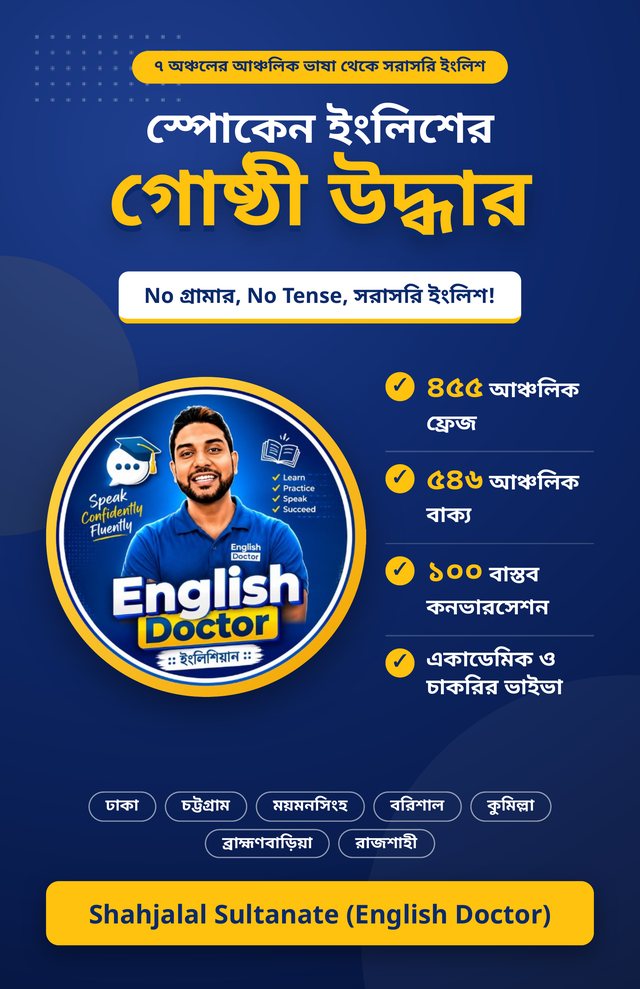 ৭ অঞ্চলের আঞ্চলিক ভাষা থেকে সরাসরি ইংলিশ
স্পোকেন ইংলিশের
গোষ্ঠী উদ্ধার
No গ্রামার, No Tense, সরাসরি ইংলিশ!
Speak
Confidently
Fluently
Learn
Practice
Speak
Succeed
English
Doctor
English
Doctor
:: ইংলিশিয়ান ::
৪৫৫ আঞ্চলিক
ফ্রেজ
৫৪৬ আঞ্চলিক
বাক্য
১০০ বাস্তব
কনভারসেশন
একাডেমিক ও
চাকরির ভাইভা
ঢাকা চট্টগ্রাম ময়মনসিংহ বরিশাল কুমিল্লা
ব্রাহ্মণবাড়িয়া রাজশাহী
Shahjalal Sultanate (English Doctor)